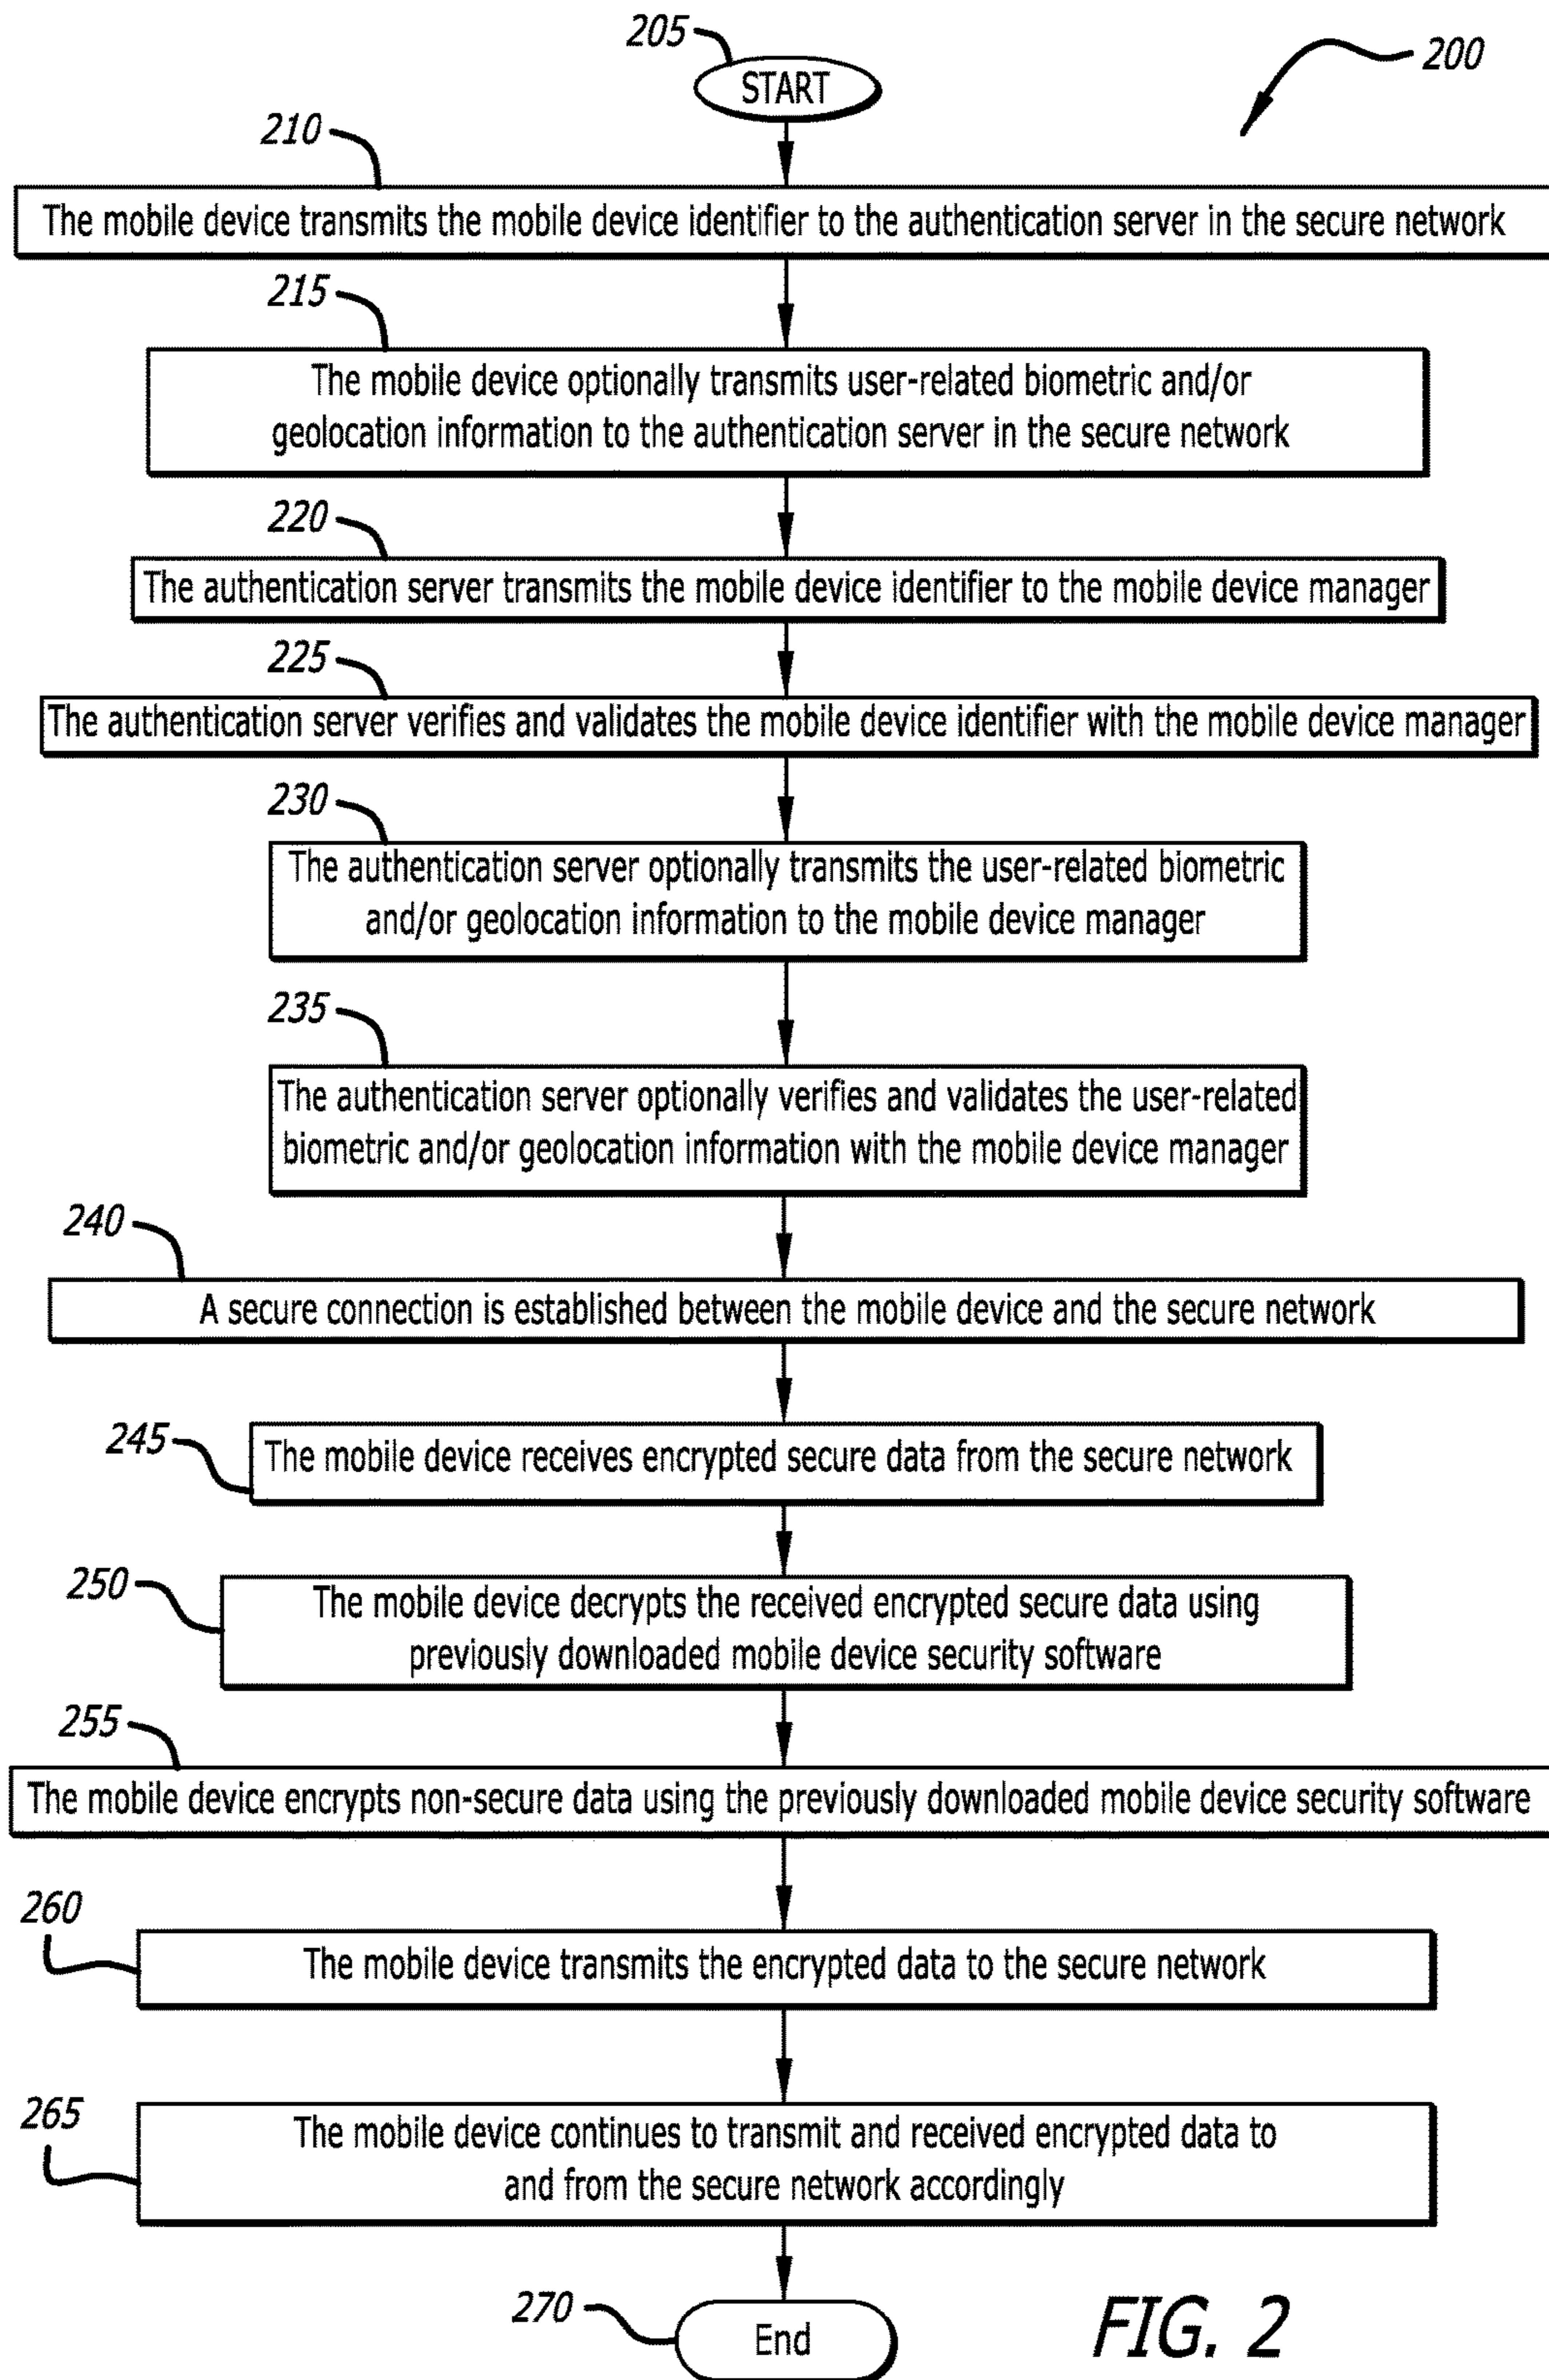 205
START
200
210
The mobile device transmits the mobile device identifier to the authentication server in the secure network
215
The mobile device optionally transmits user-related biometric and/or
geolocation information to the authentication server in the secure network
220
The authentication server transmits the mobile device identifier to the mobile device manager
225
The authentication server verifies and validates the mobile device identifier with the mobile device manager
230
The authentication server optionally transmits the user-related biometric
and/or geolocation information to the mobile device manager
235
The authentication server optionally verifies and validates the user-related
biometric and/or geolocation information with the mobile device manager
240
A secure connection is established between the mobile device and the secure network
245
The mobile device receives encrypted secure data from the secure network
250
The mobile device decrypts the received encrypted secure data using
previously downloaded mobile device security software
255
The mobile device encrypts non-secure data using the previously downloaded mobile device security software
260
The mobile device transmits the encrypted data to the secure network
265
The mobile device continues to transmit and received encrypted data to
and from the secure network accordingly
270
End
FIG. 2